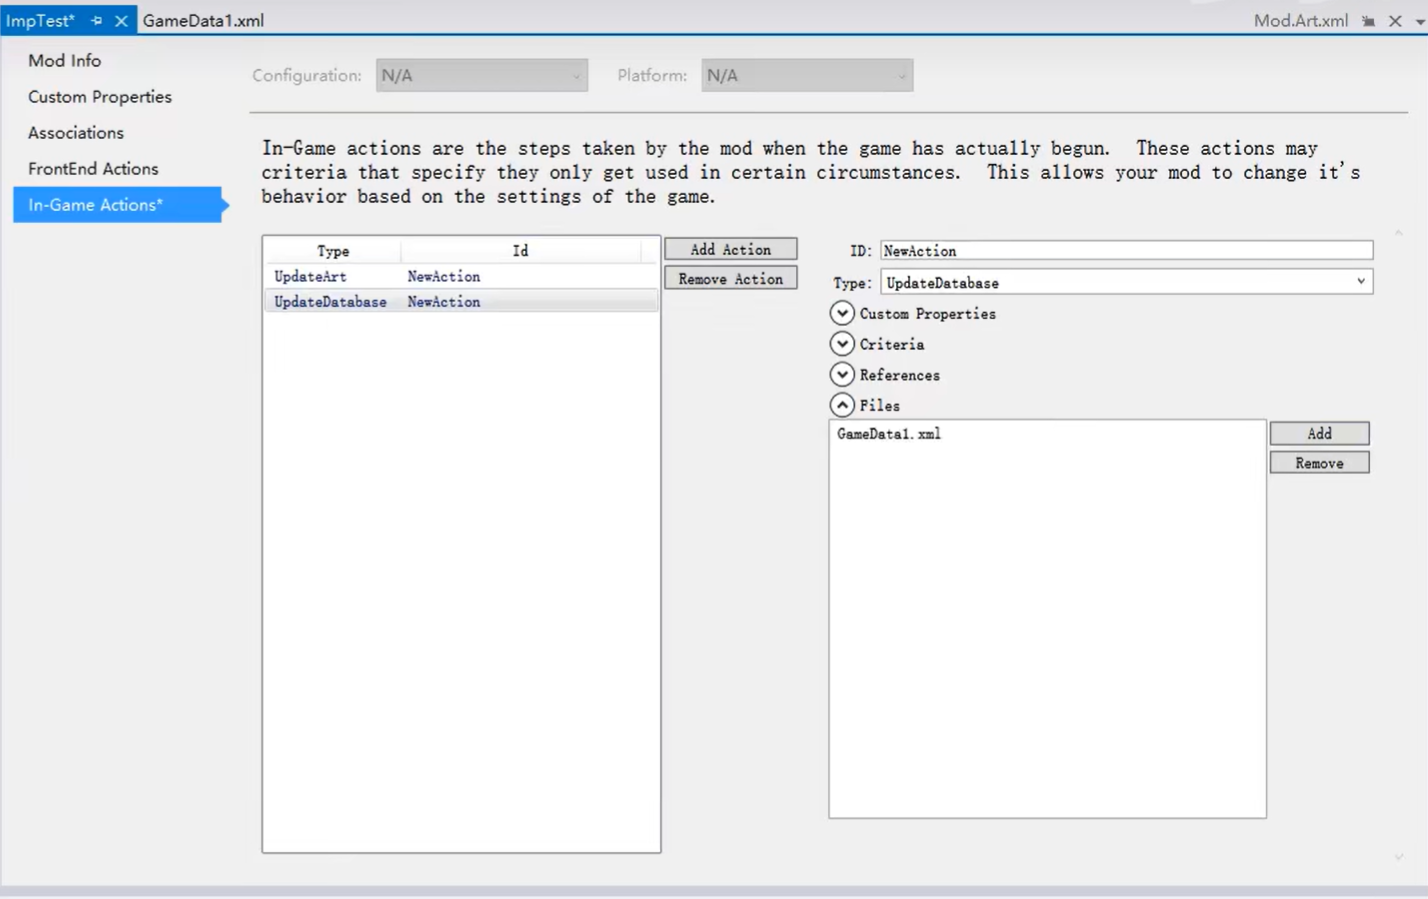 ImpTest* GameData1.xml Mod.Art.xml
Mod Info
Custom Properties
Associations
FrontEnd Actions
In-Game Actions*
Configuration: N/A Platform: N/A
In-Game actions are the steps taken by the mod when the game has actually begun. These actions may
criteria that specify they only get used in certain circumstances. This allows your mod to change it's
behavior based on the settings of the game.
Type Id
UpdateArt NewAction
UpdateDatabase NewAction
Add Action
Remove Action
ID: NewAction
Type: UpdateDatabase
Custom Properties
Criteria
References
Files
GameData1.xml
Add
Remove